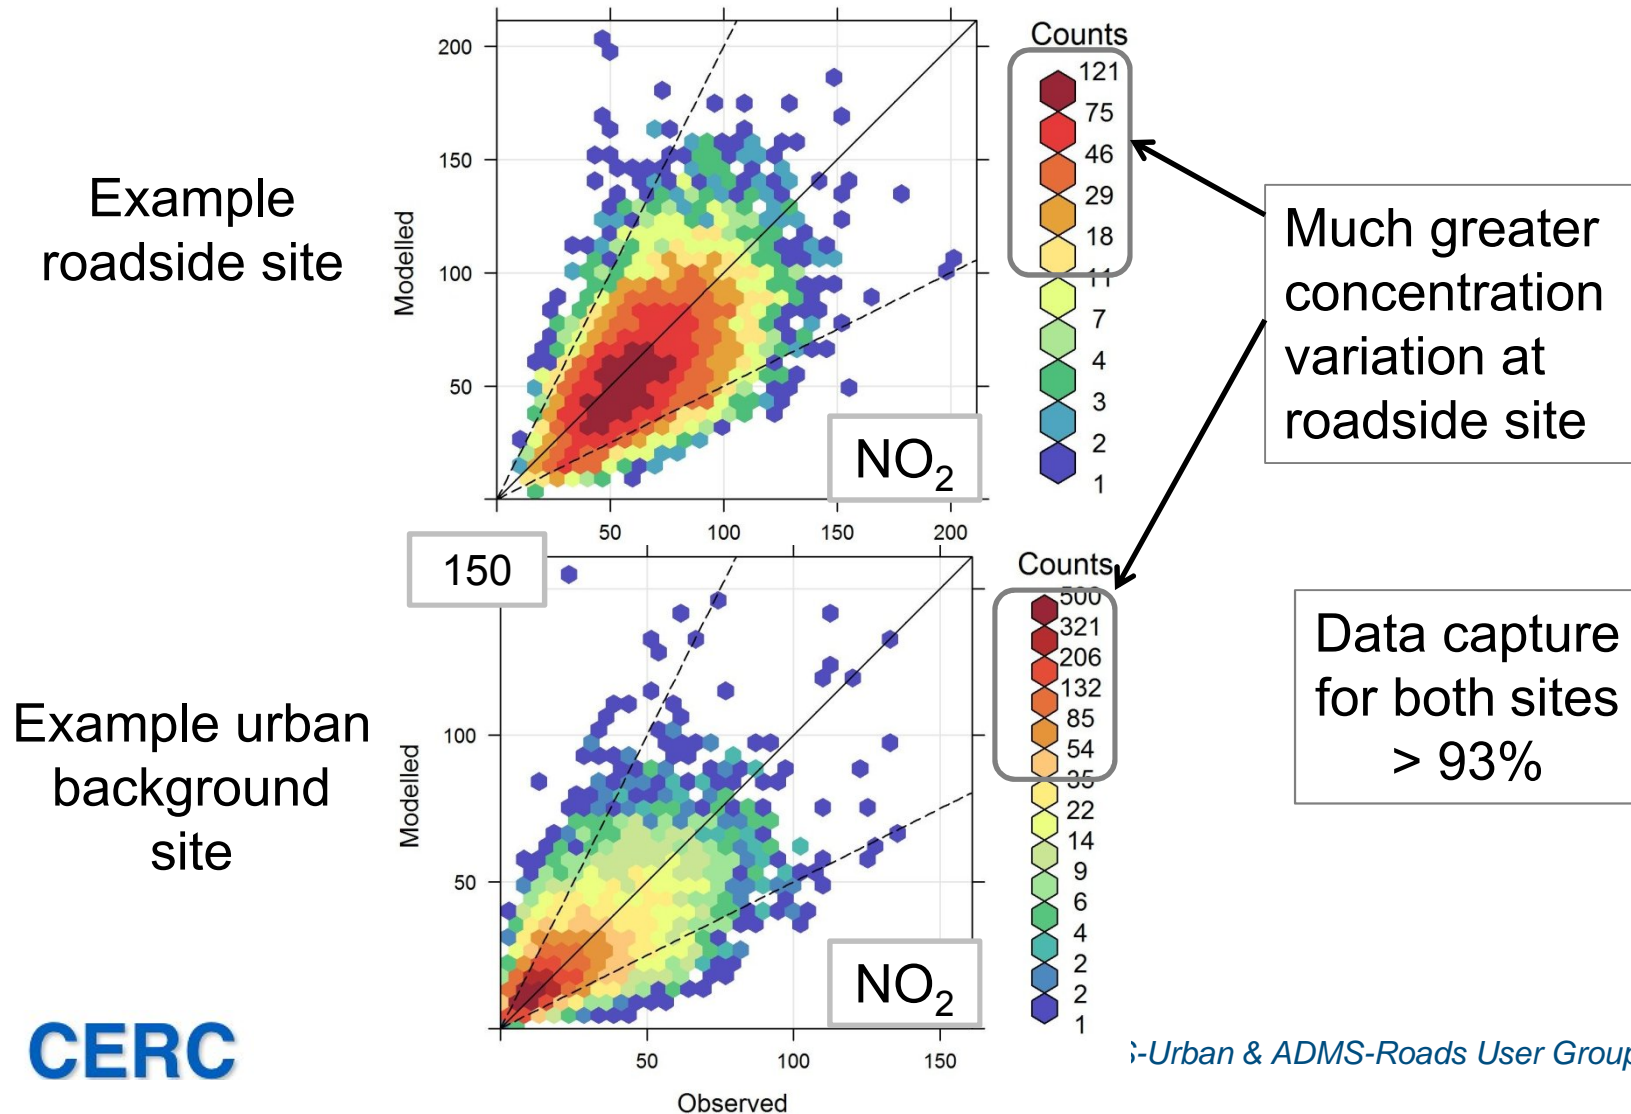 Example
roadside site
Modelled
200
150
100
50
50
100
150
200
NO2
Counts
121
75
46
29
18
11
7
4
3
2
1
Much greater
concentration
variation at
roadside site
Example urban
background
site
Modelled
150
100
50
50
100
150
Observed
NO2
Counts
500
321
206
132
85
54
35
22
14
9
6
4
2
2
1
Data capture
for both sites
> 93%
CERC
S-Urban & ADMS-Roads User Group